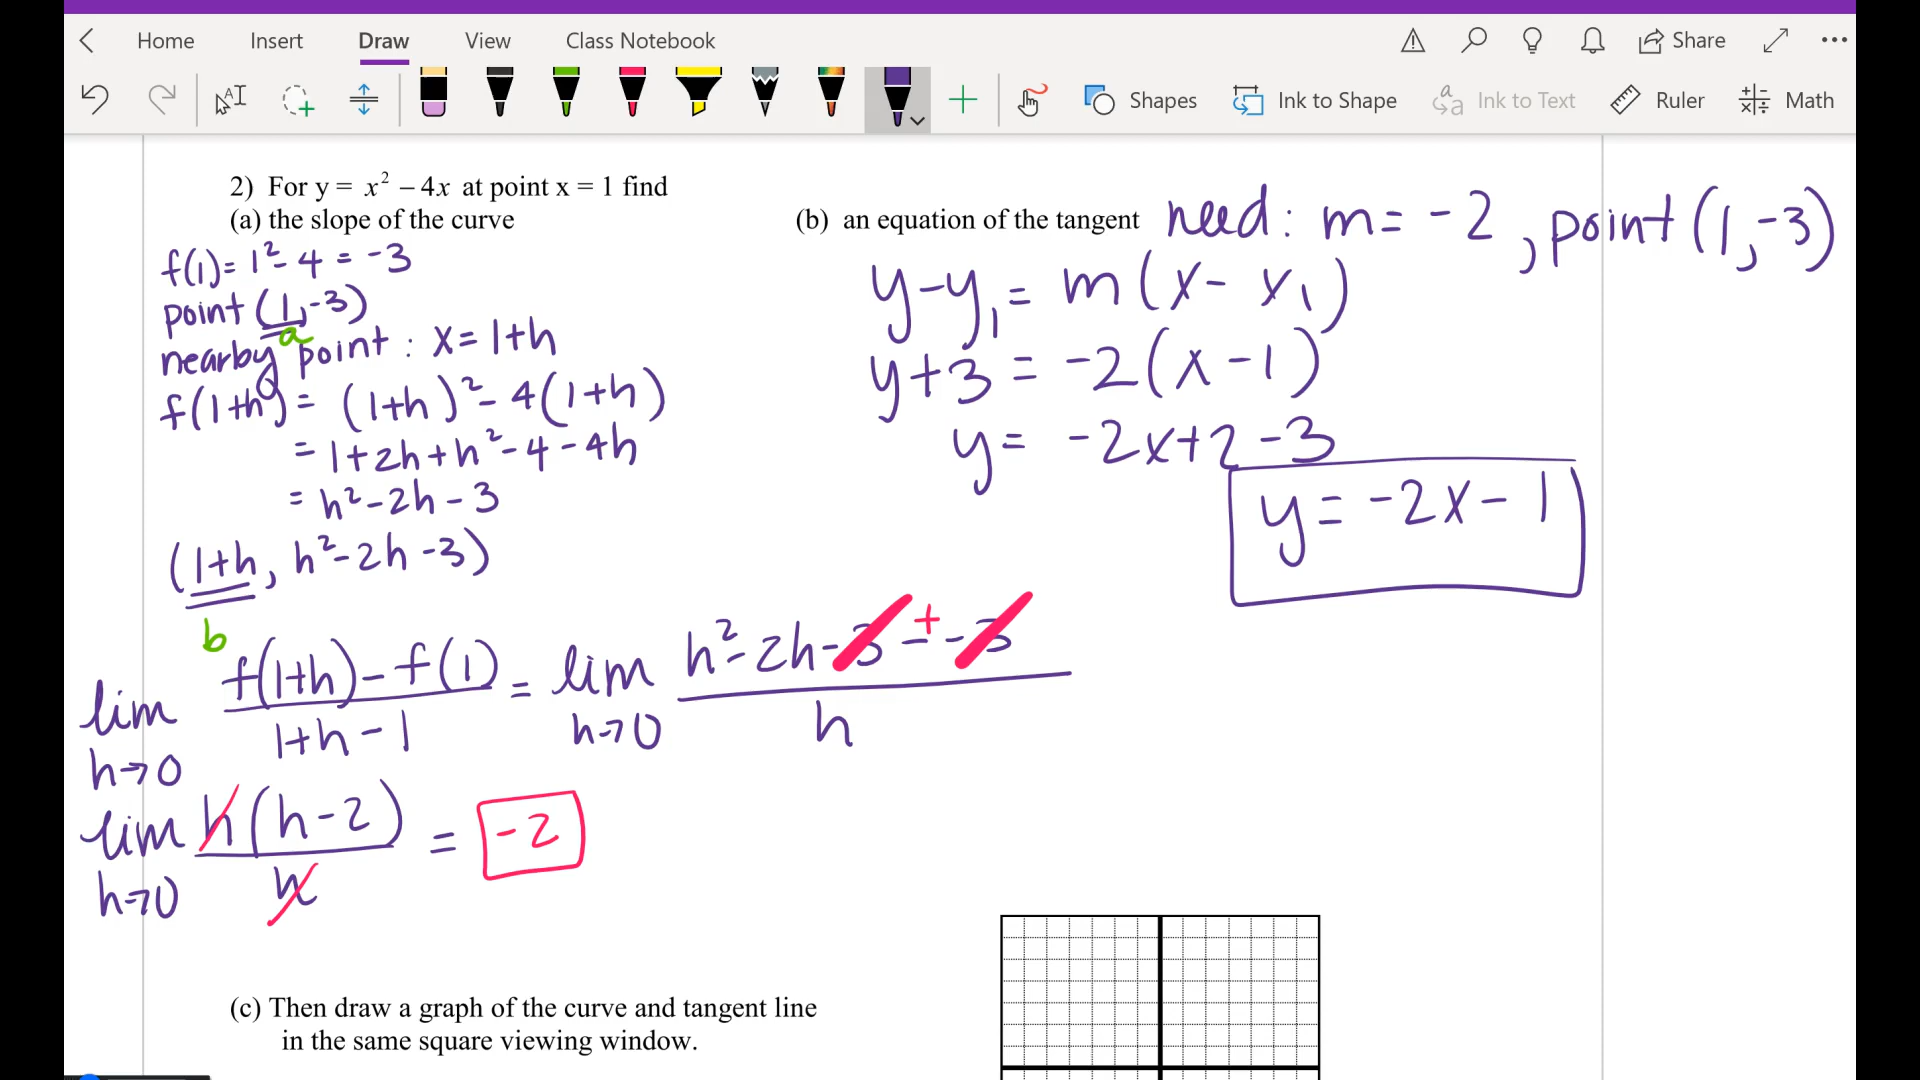 Home Insert Draw View Class Notebook Share
Shapes Ink to Shape Ink to Text Ruler Math
2) For y = x² – 4x at point x = 1 find
(a) the slope of the curve
f(1) = 1² - 4 = -3
point (1, -3)
a
nearby point : x = 1+h
f(1+h) = (1+h)² - 4(1+h)
= 1+2h+h² - 4 - 4h
= h² - 2h - 3
(1+h, h² - 2h - 3)
b
lim h→0 f(1+h) - f(1) / 1+h - 1 = lim h→0 h² - 2h - 3 - + - 3 / h
lim h→0 h(h - 2) / h = -2
(b) an equation of the tangent need: m = -2, point (1, -3)
y - y₁ = m(x - x₁)
y + 3 = -2(x - 1)
y = -2x + 2 - 3
y = -2x - 1
(c) Then draw a graph of the curve and tangent line
in the same square viewing window.